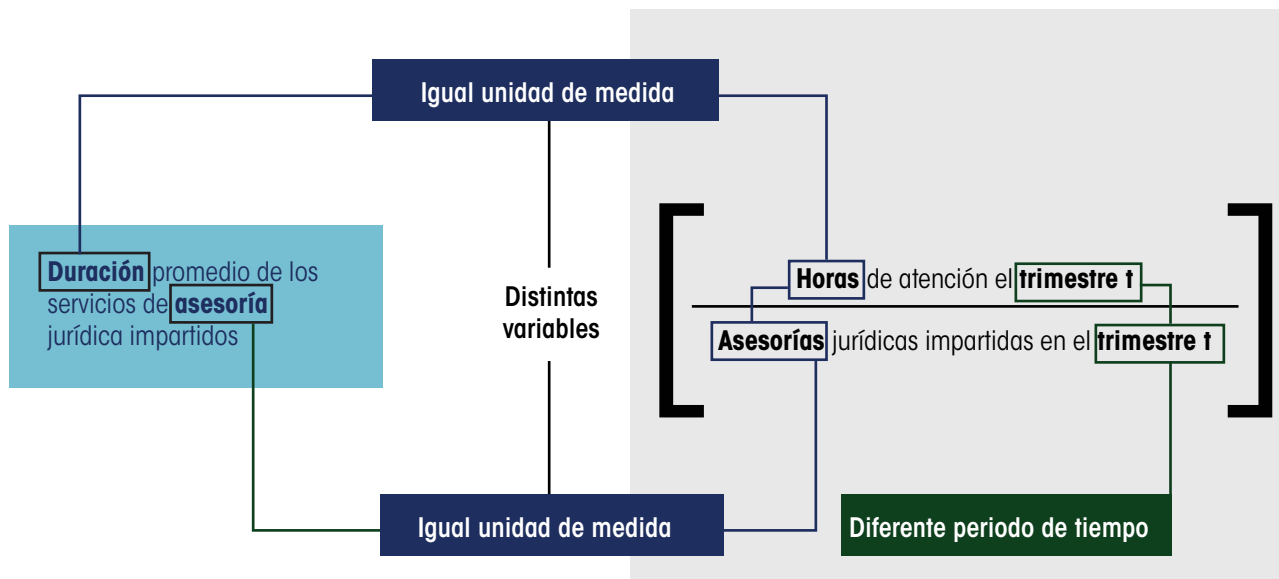 Igual unidad de medida
Duración promedio de los
servicios de asesoría
jurídica impartidos
Distintas
variables
Horas de atención el trimestre t
Asesorías jurídicas impartidas en el trimestre t
Igual unidad de medida
Diferente periodo de tiempo